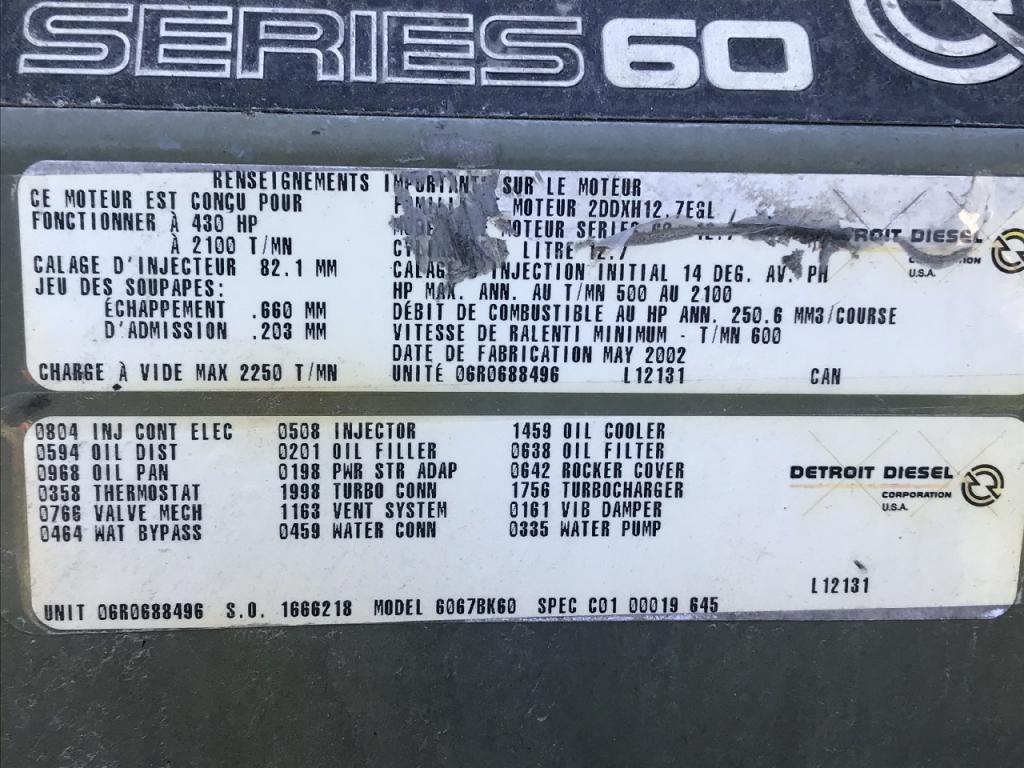 SERIES 60
RENSEIGNEMENTS IMPORTANTS SUR LE MOTEUR
CE MOTEUR EST CONÇU POUR
FONCTIONNER À 430 HP
À 2100 T/MN
CALAGE D'INJECTEUR 82.1 MM
JEU DES SOUPAPES:
ÉCHAPPEMENT .660 MM
D'ADMISSION .203 MM
CHARGE À VIDE MAX 2250 T/MN
MOTEUR 2DDXH12.7EGL
MOTEUR SERIES 60 12.7
LITRE 12.7
INJECTION INITIAL 14 DEG. AV. PH
HP MAX. ANN. AU T/MN 500 AU 2100
DÉBIT DE COMBUSTIBLE AU HP ANN. 250.6 MM3/COURSE
VITESSE DE RALENTI MINIMUM - T/MN 600
DATE DE FABRICATION MAY 2002
UNITÉ 06R0688496 L12131 CAN
DETROIT DIESEL
U.S.A.
0804 INJ CONT ELEC 0508 INJECTOR 1459 OIL COOLER
0594 OIL DIST 0201 OIL FILLER 0638 OIL FILTER
0968 OIL PAN 0198 PWR STR ADAP 0642 ROCKER COVER
0358 THERMOSTAT 1998 TURBO CONN 1756 TURBOCHARGER
0766 VALVE MECH 1163 VENT SYSTEM 0161 VIB DAMPER
0464 WAT BYPASS 0459 WATER CONN 0335 WATER PUMP
DETROIT DIESEL
CORPORATION
U.S.A.
L12131
UNIT 06R0688496 S.O. 1666218 MODEL 6067BK60 SPEC C01 00019 645